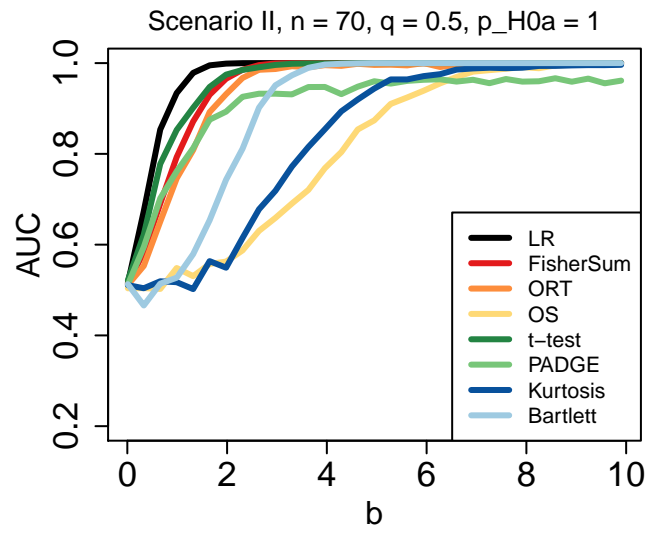 Scenario II, n = 70, q = 0.5, p_H0a = 1
AUC
1.0
0.8
0.6
0.4
0.2
LR
FisherSum
ORT
OS
t−test
PADGE
Kurtosis
Bartlett
0 2 4 6 8 10
b